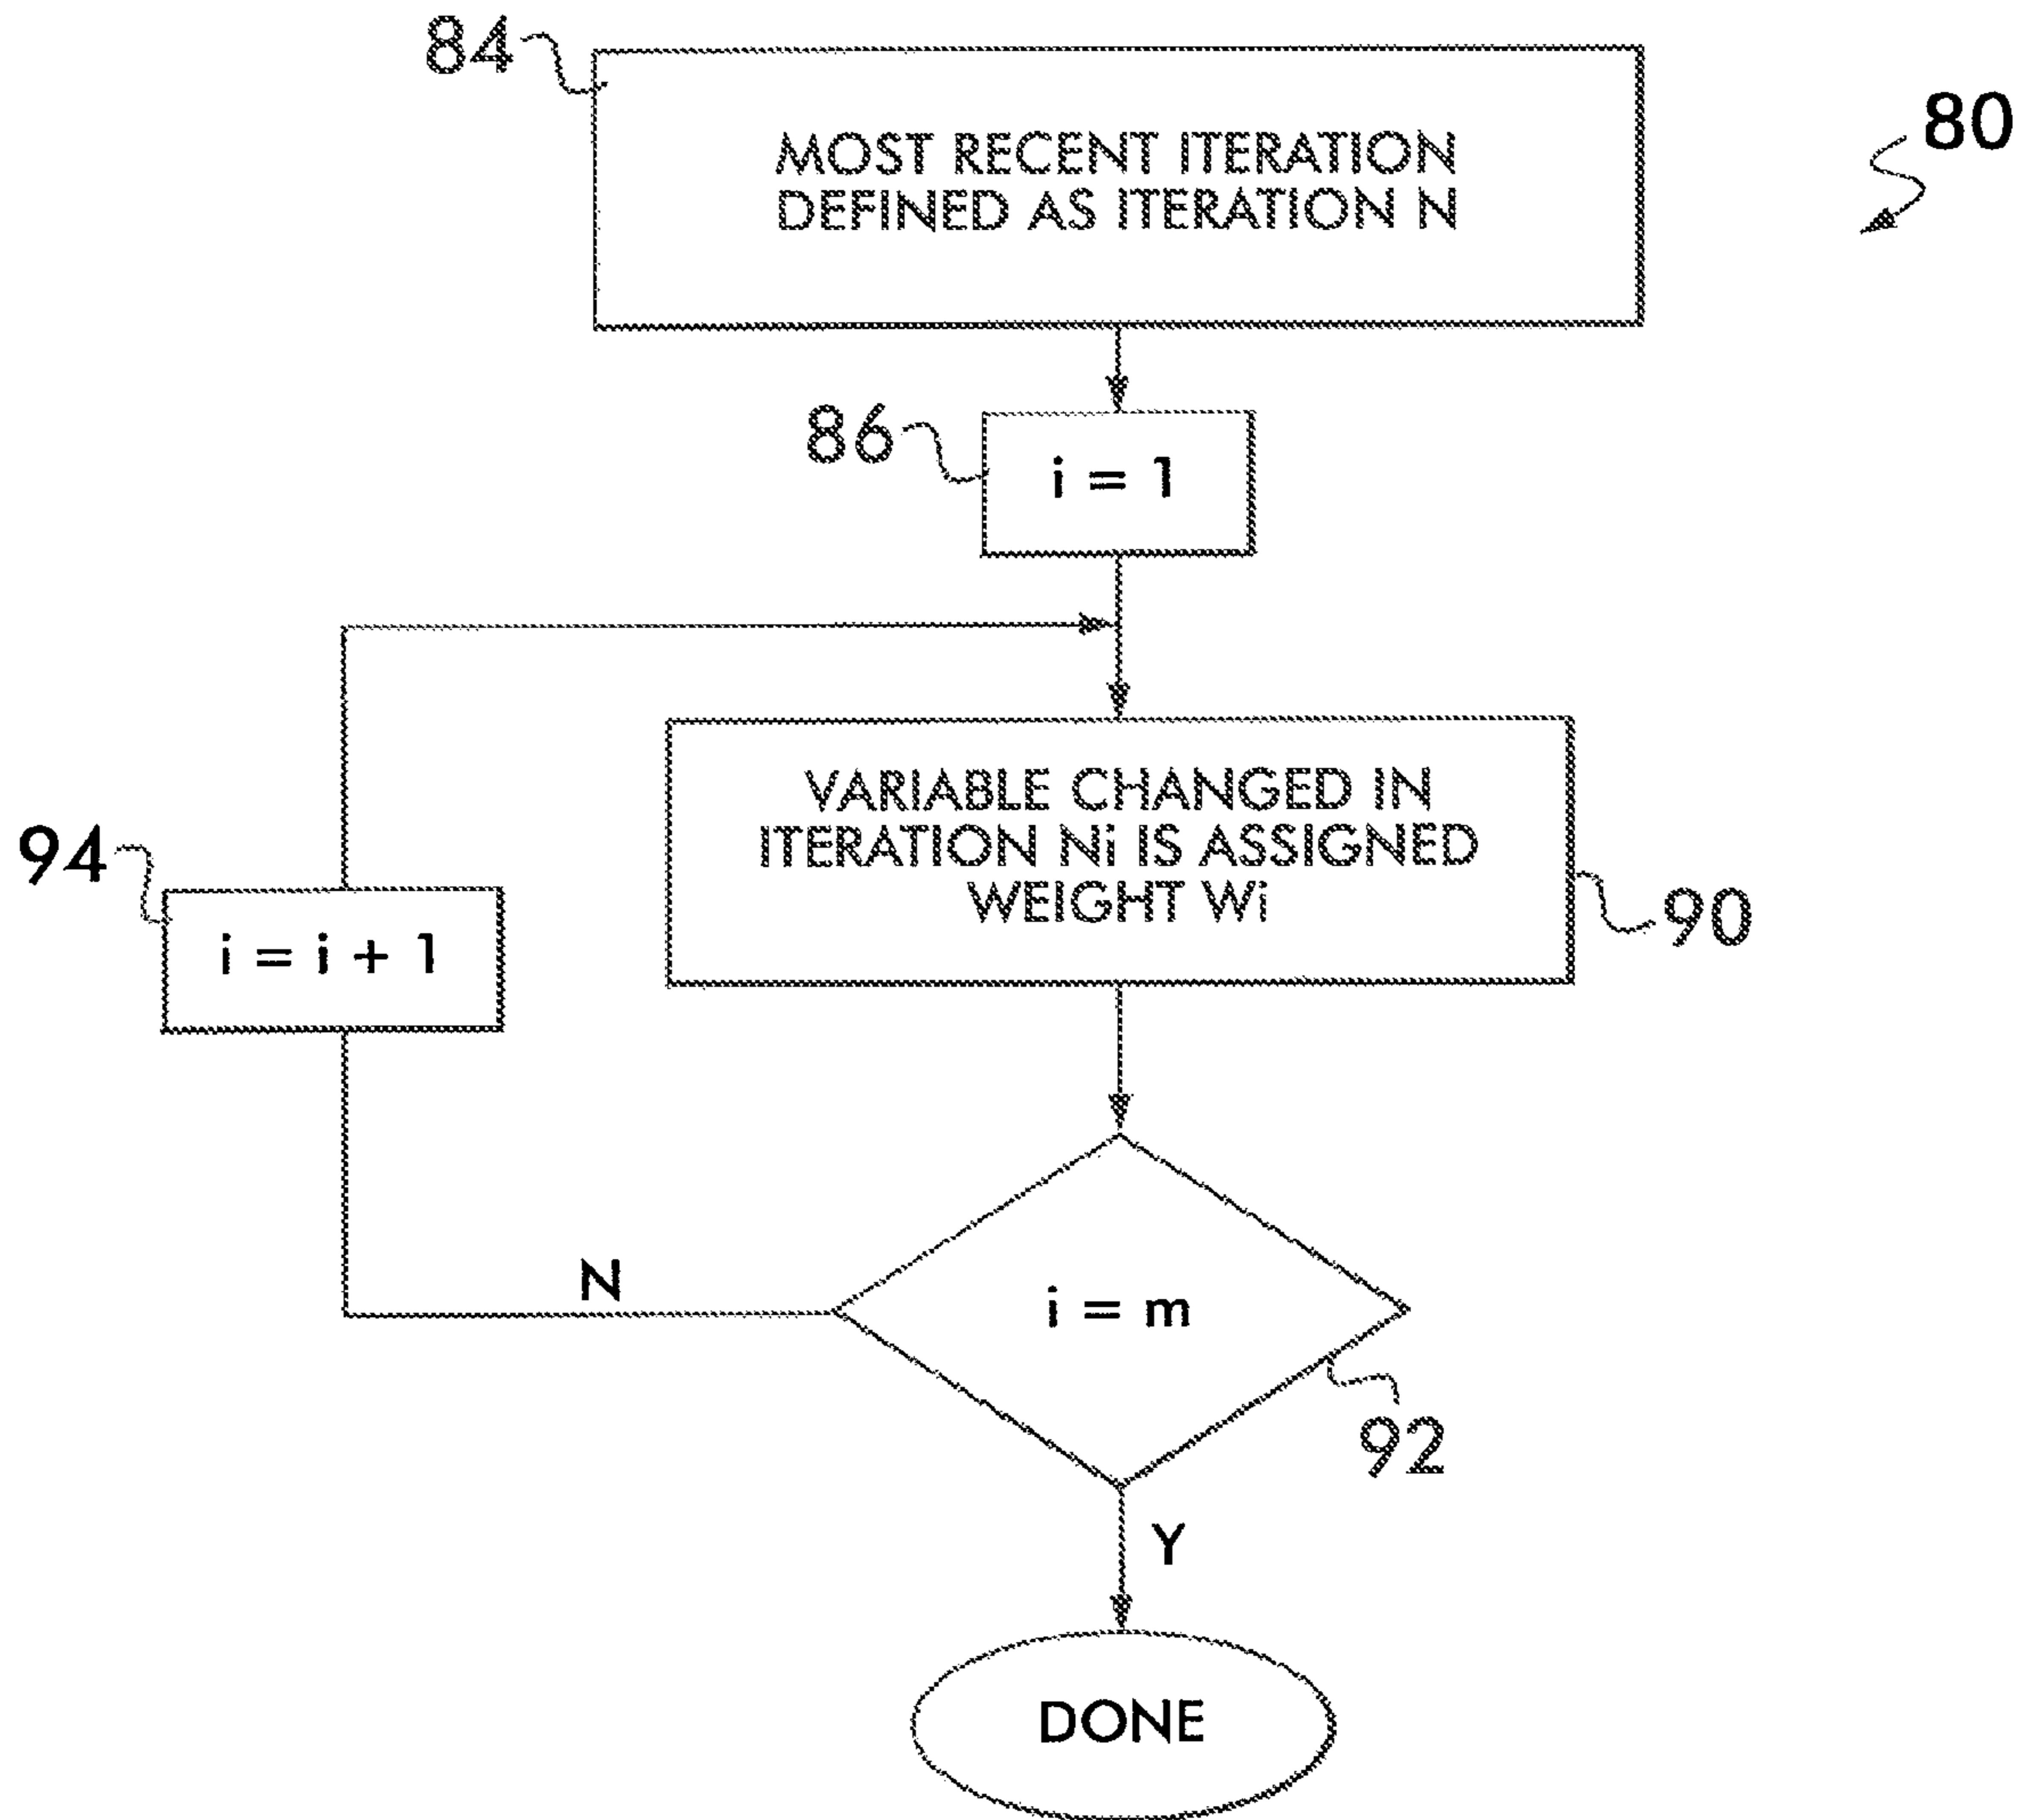 84
80
MOST RECENT ITERATION
DEFINED AS ITERATION N
86
i = 1
VARIABLE CHANGED IN
ITERATION Ni IS ASSIGNED
WEIGHT Wi
94
i = i + 1
90
N
i = m
92
Y
DONE